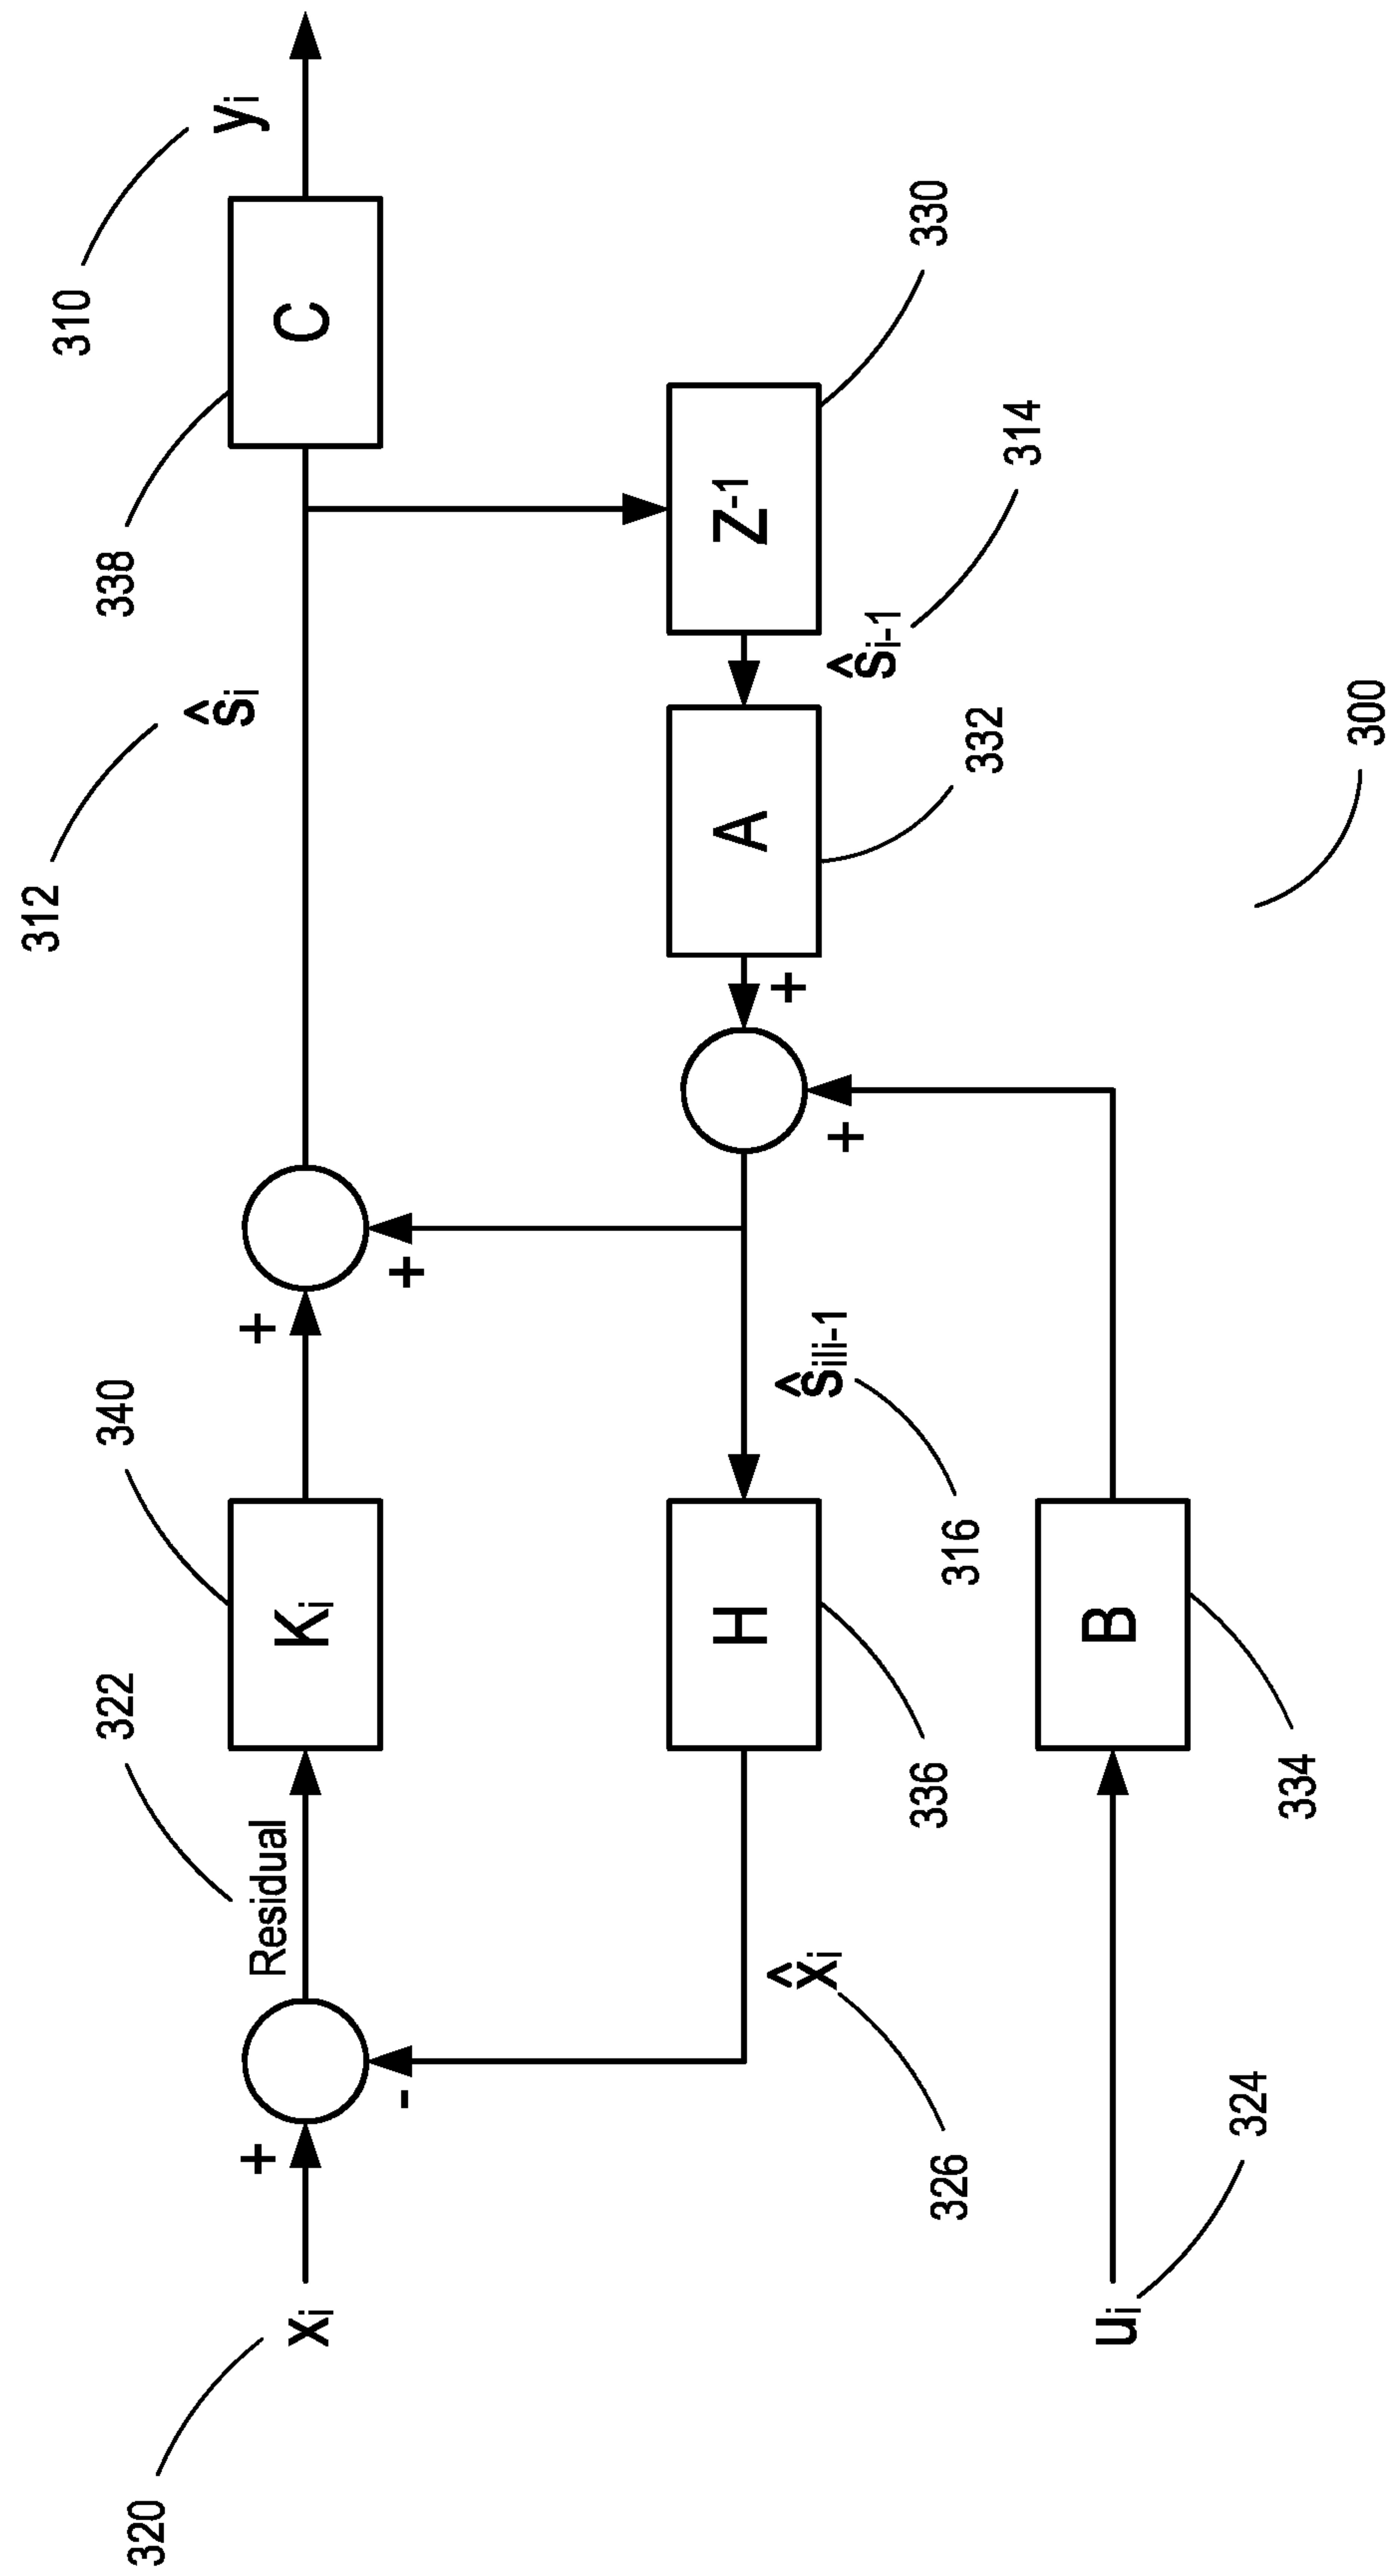 312
310
ŝi
yi
338
C
322
340
Residual
Ki
320
xi
+
+
-
+
x̂i
H
ŝi|i-1
+
A
ŝi-1
Z-1
326
336
316
+
332
314
330
ui
B
324
334
300